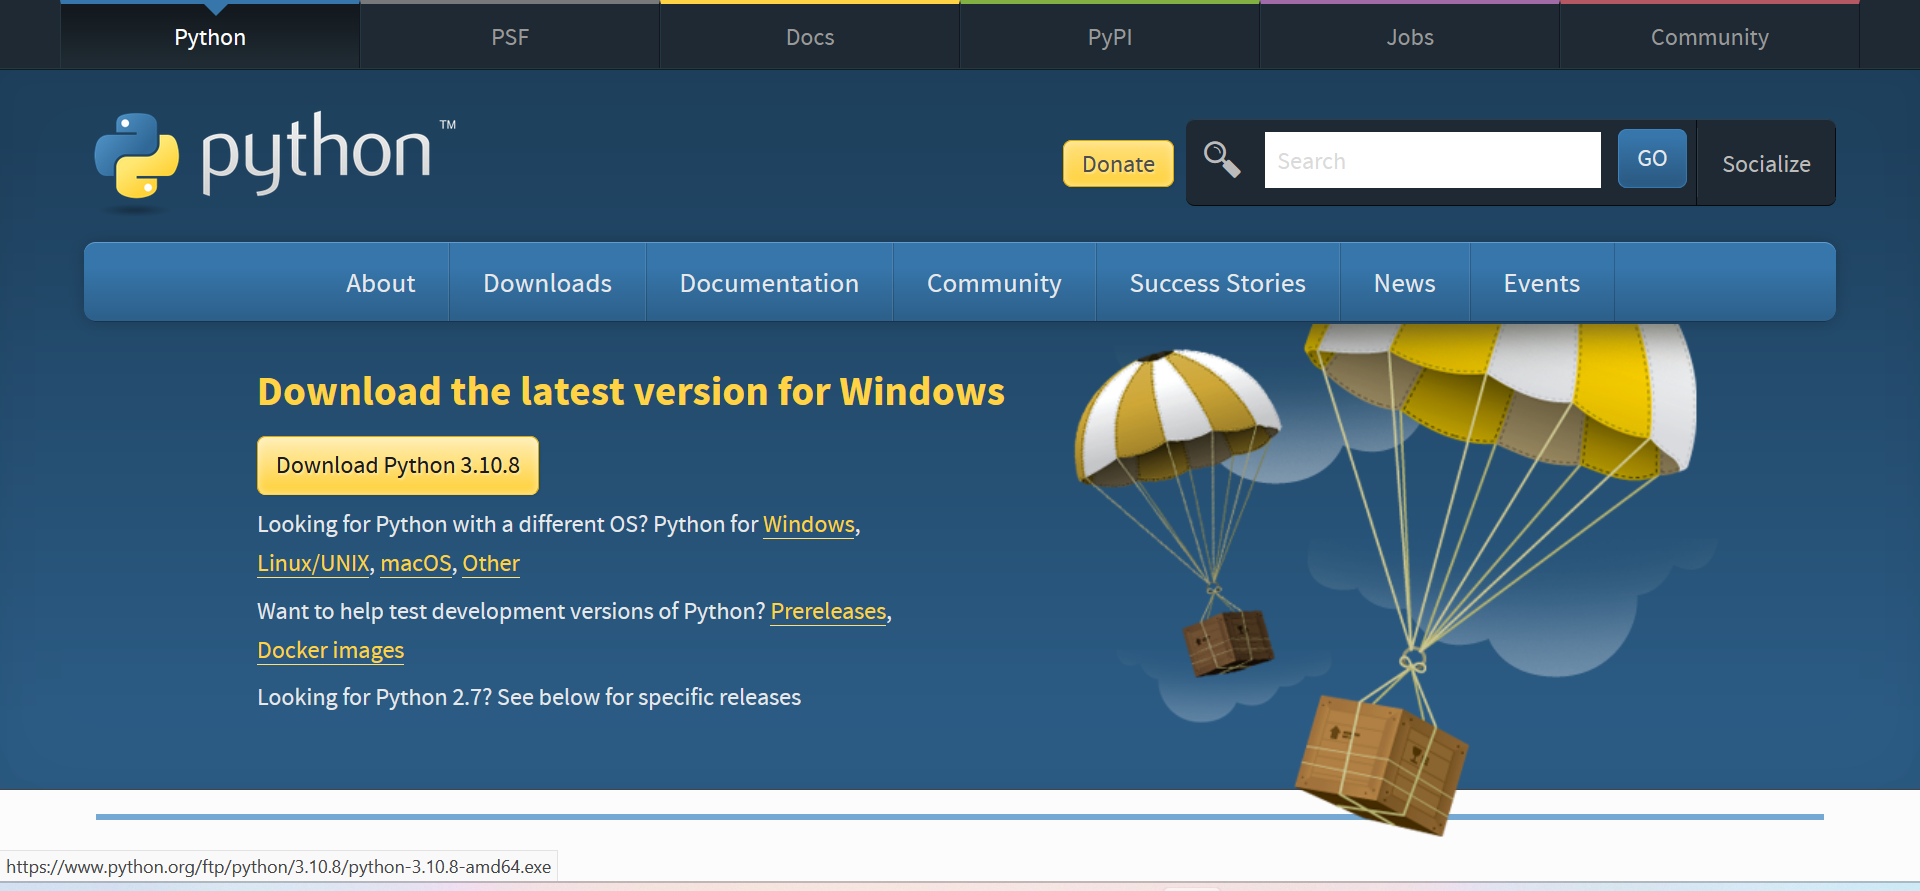 Python
PSF
Docs
PyPI
Jobs
Community
python™
Donate
Search
GO
Socialize
About
Downloads
Documentation
Community
Success Stories
News
Events
Download the latest version for Windows
Download Python 3.10.8
Looking for Python with a different OS? Python for Windows,
Linux/UNIX, macOS, Other
Want to help test development versions of Python? Prereleases,
Docker images
Looking for Python 2.7? See below for specific releases
https://www.python.org/ftp/python/3.10.8/python-3.10.8-amd64.exe